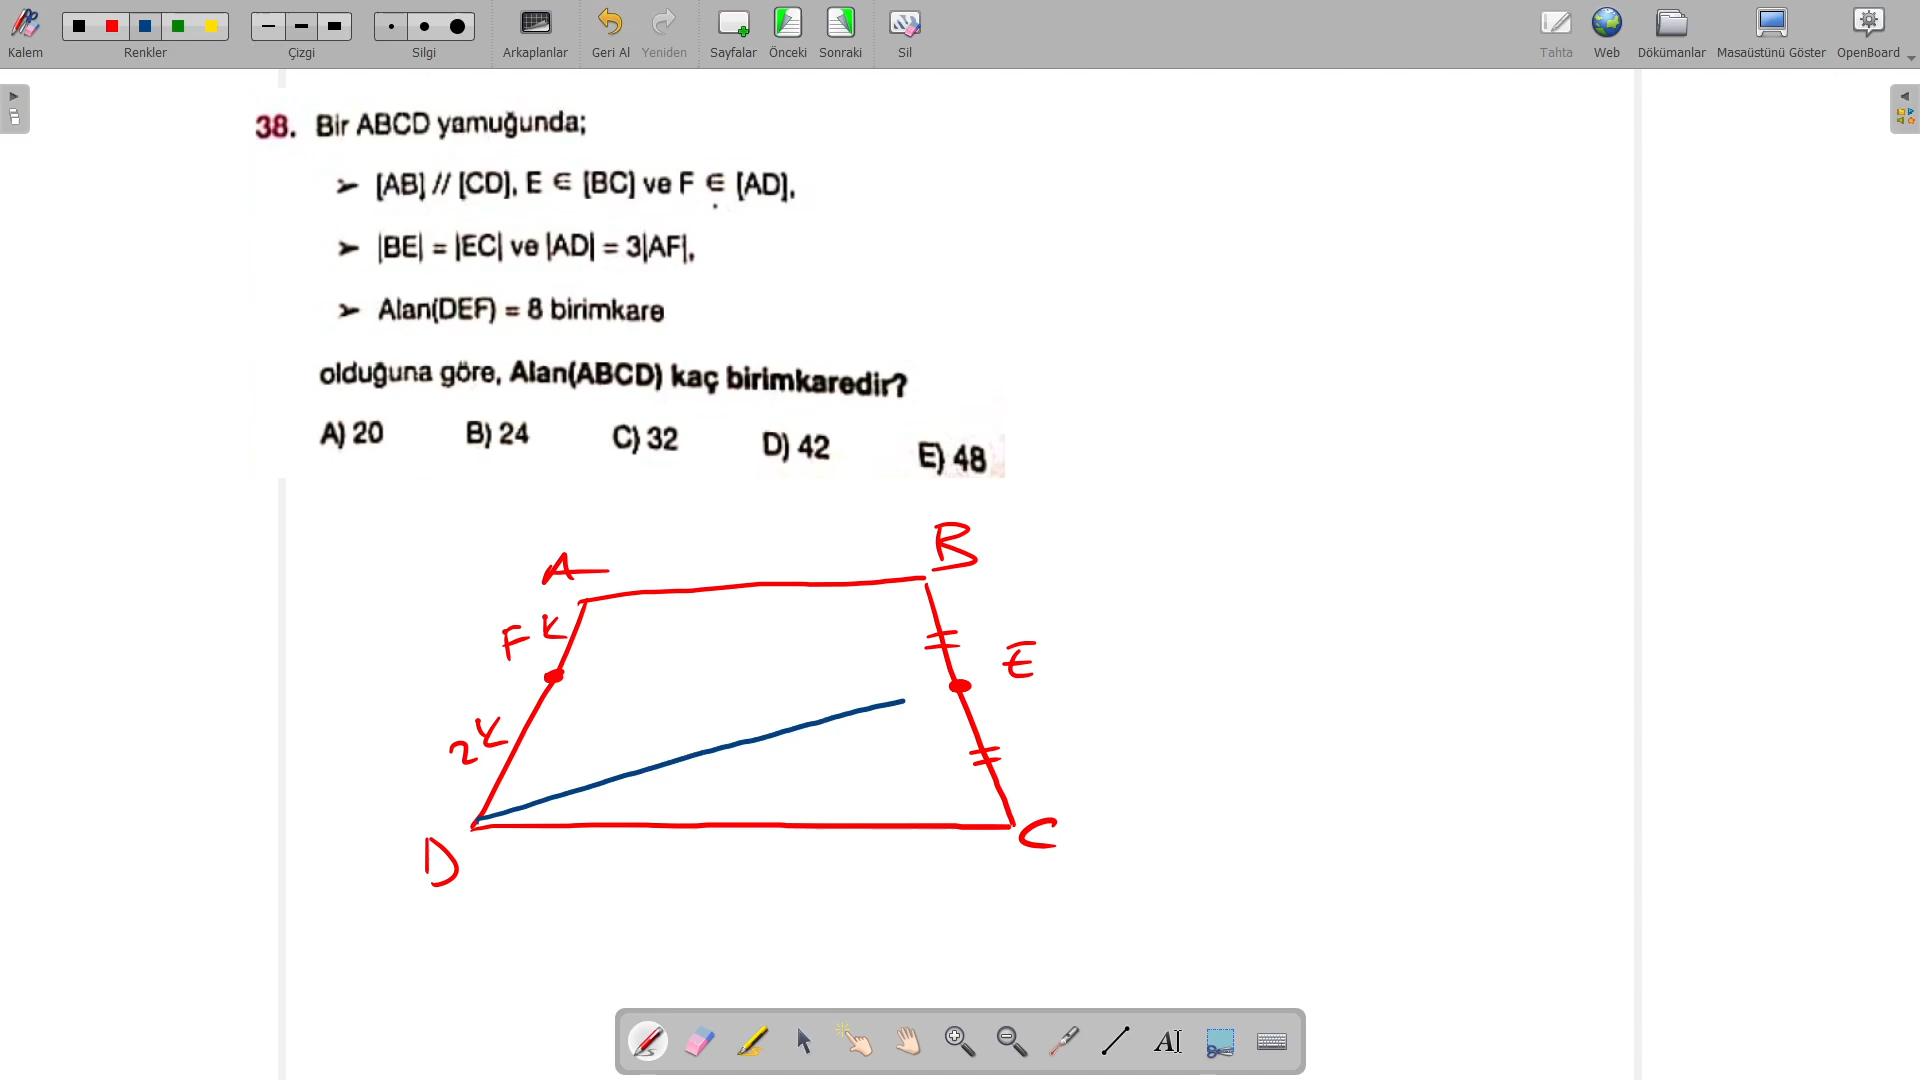 Kalem
Renkler
Çizgi
Silgi
Arkaplanlar
Geri Al
Yeniden
Sayfalar
Önceki
Sonraki
Sil
Tahta
Web
Dökümanlar
Masaüstünü Göster
OpenBoard
38. Bir ABCD yamuğunda;
➤ [AB] // [CD], E ∈ [BC] ve F ∈ [AD],
➤ |BE| = |EC| ve |AD| = 3|AF|,
➤ Alan(DEF) = 8 birimkare
olduğuna göre, Alan(ABCD) kaç birimkaredir?
A) 20 B) 24 C) 32 D) 42 E) 48
B
A
F K
E
2K
D
C
AI